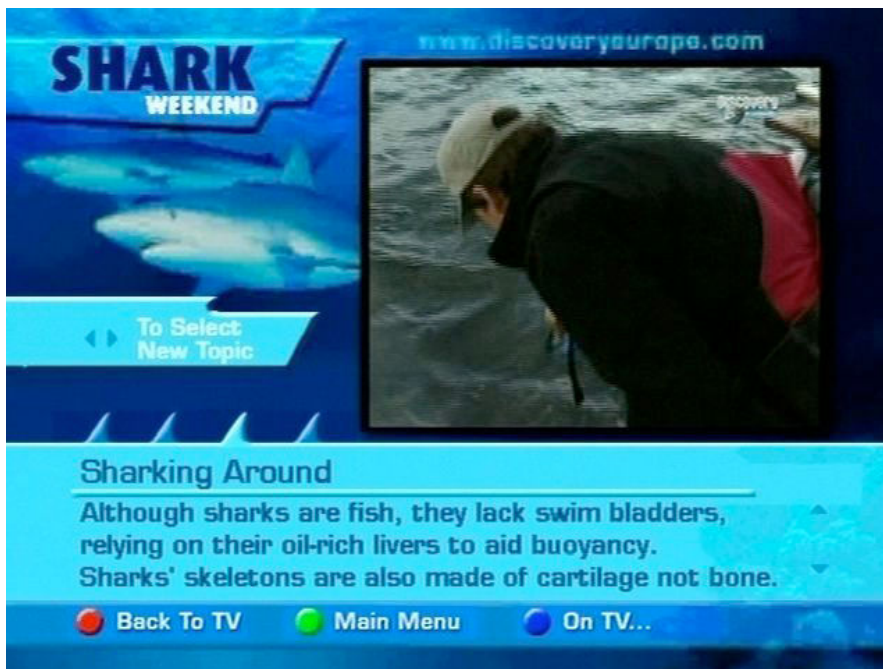 www.discoveryeurope.com
SHARK
WEEKEND
Discovery
To Select
New Topic
Sharking Around
Although sharks are fish, they lack swim bladders,
relying on their oil-rich livers to aid buoyancy.
Sharks' skeletons are also made of cartilage not bone.
Back To TV
Main Menu
On TV...